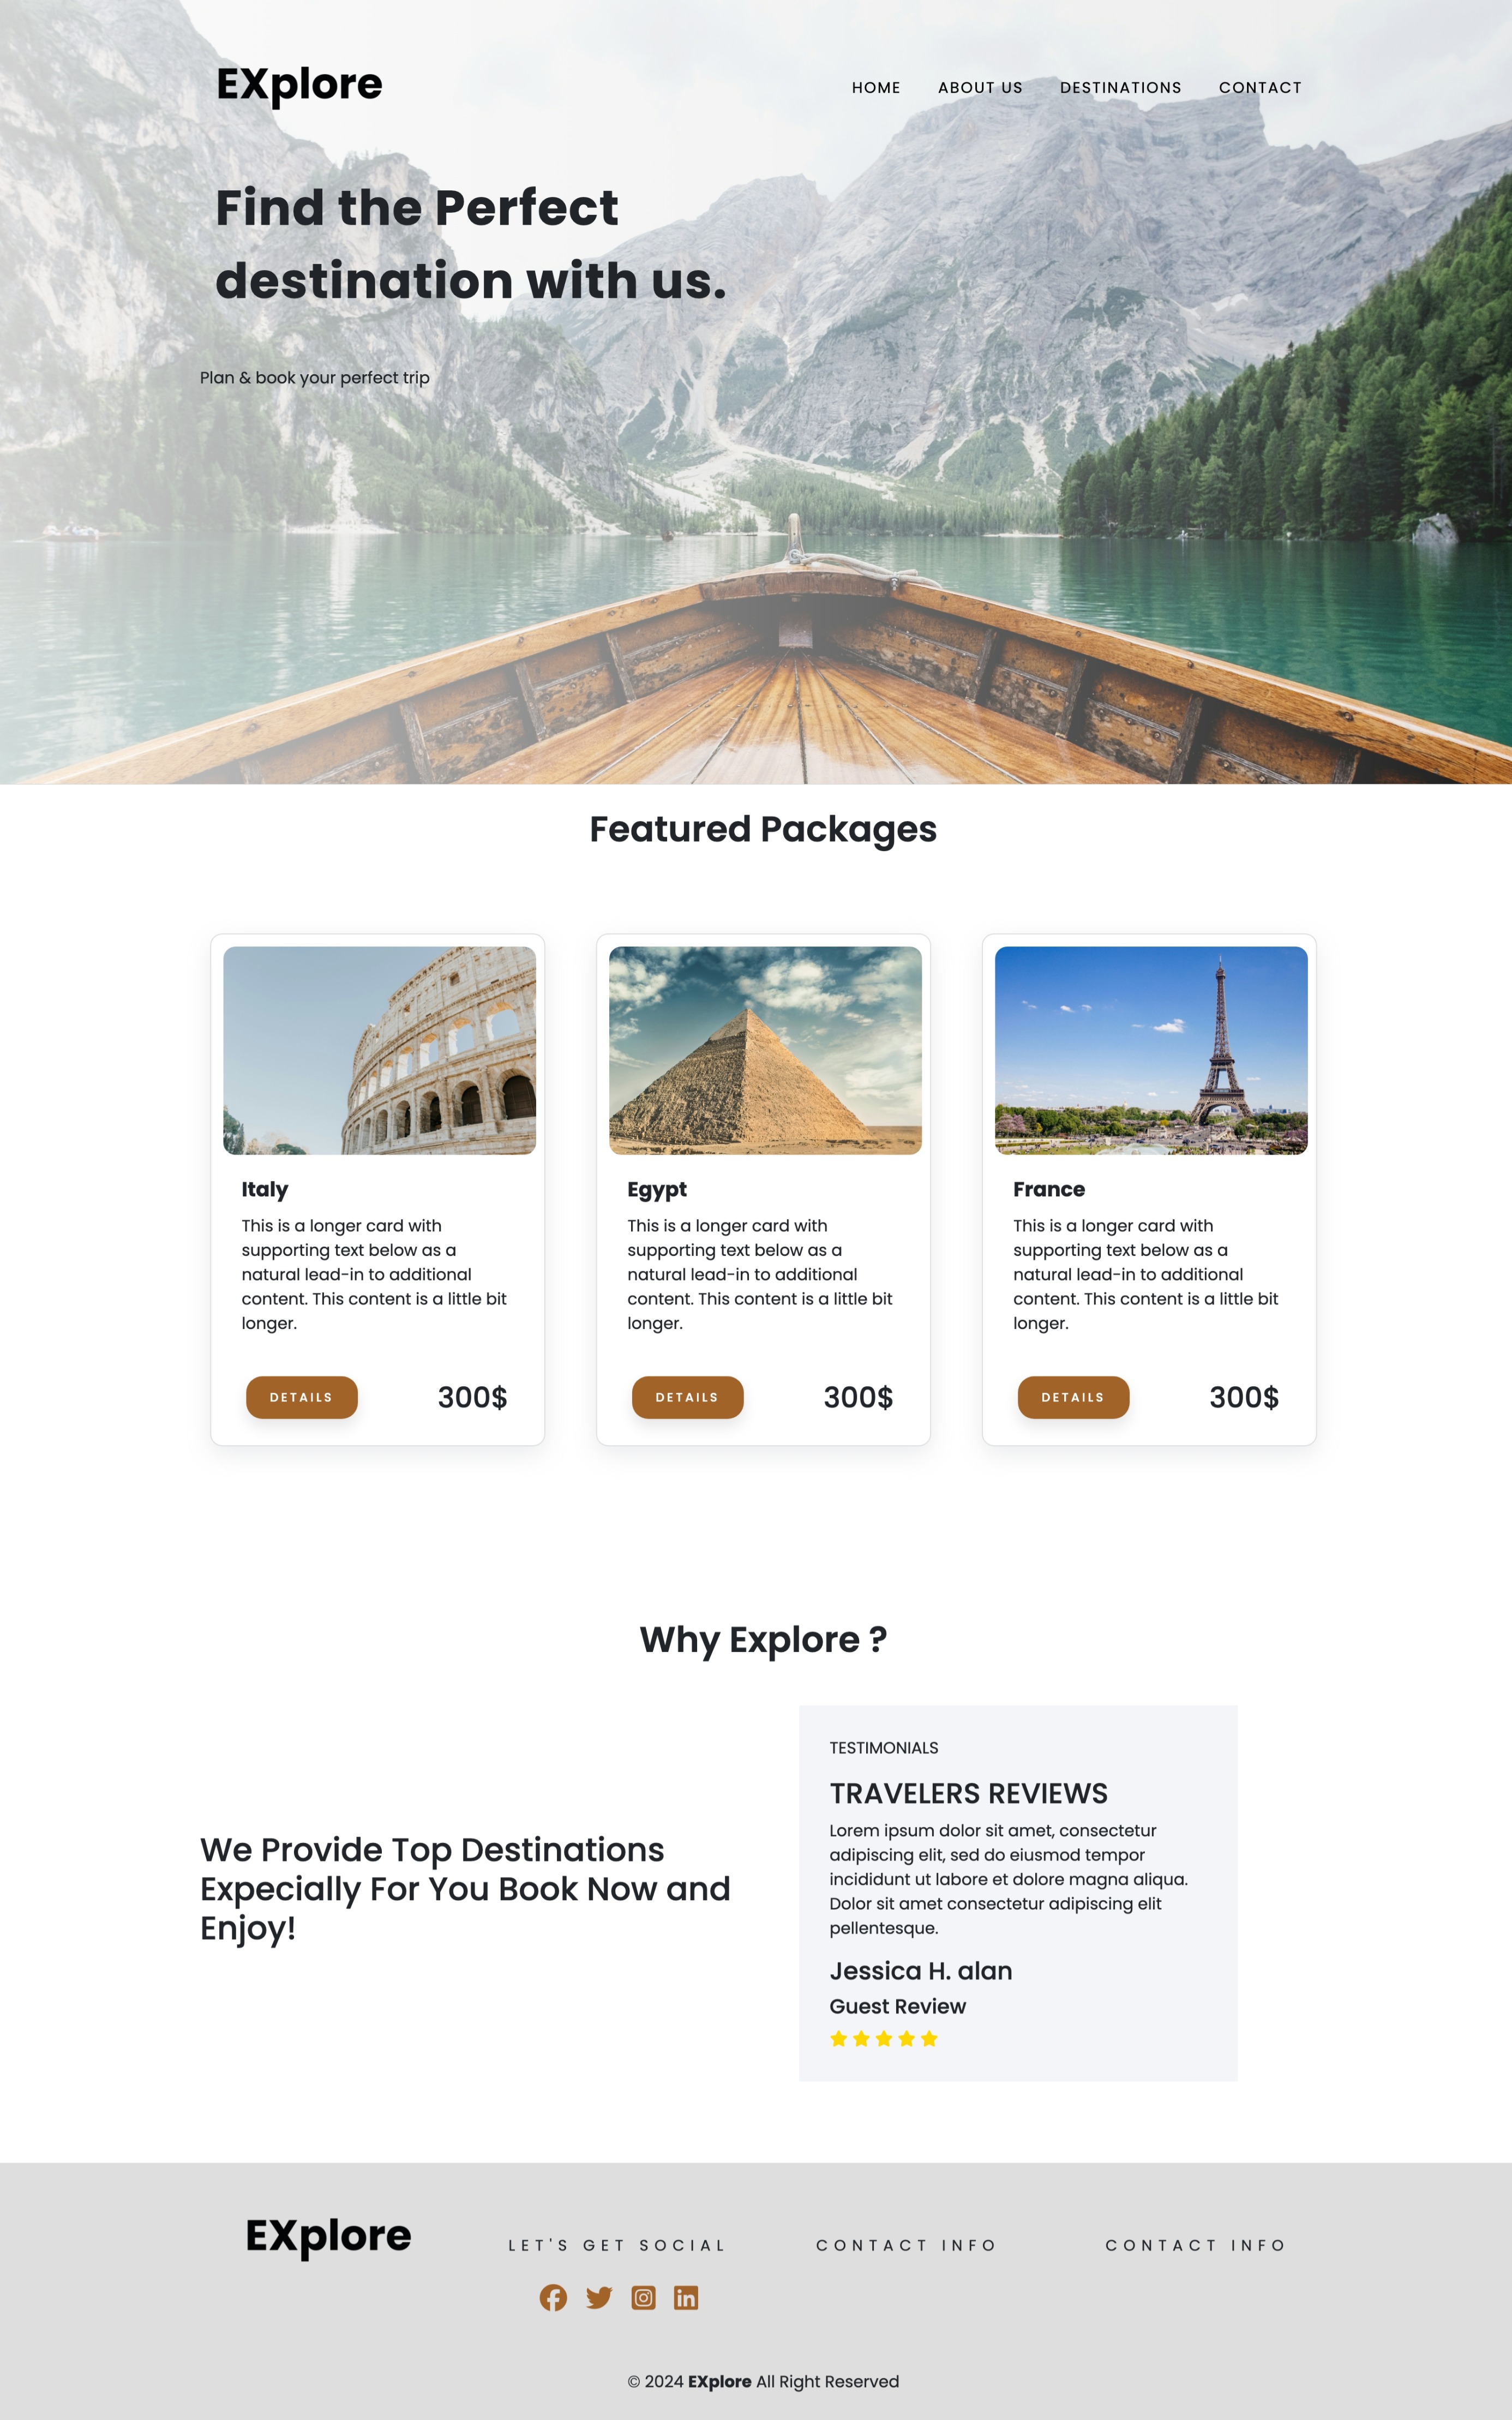 EXplore
HOME ABOUT US DESTINATIONS CONTACT
Find the Perfect
destination with us.
Plan & book your perfect trip
Featured Packages
Italy
This is a longer card with
supporting text below as a
natural lead-in to additional
content. This content is a little bit
longer.
DETAILS 300$
Egypt
This is a longer card with
supporting text below as a
natural lead-in to additional
content. This content is a little bit
longer.
DETAILS 300$
France
This is a longer card with
supporting text below as a
natural lead-in to additional
content. This content is a little bit
longer.
DETAILS 300$
Why Explore ?
We Provide Top Destinations
Expecially For You Book Now and
Enjoy!
TESTIMONIALS
TRAVELERS REVIEWS
Lorem ipsum dolor sit amet, consectetur
adipiscing elit, sed do eiusmod tempor
incididunt ut labore et dolore magna aliqua.
Dolor sit amet consectetur adipiscing elit
pellentesque.
Jessica H. alan
Guest Review
EXplore
LET'S GET SOCIAL
CONTACT INFO
CONTACT INFO
© 2024 EXplore All Right Reserved